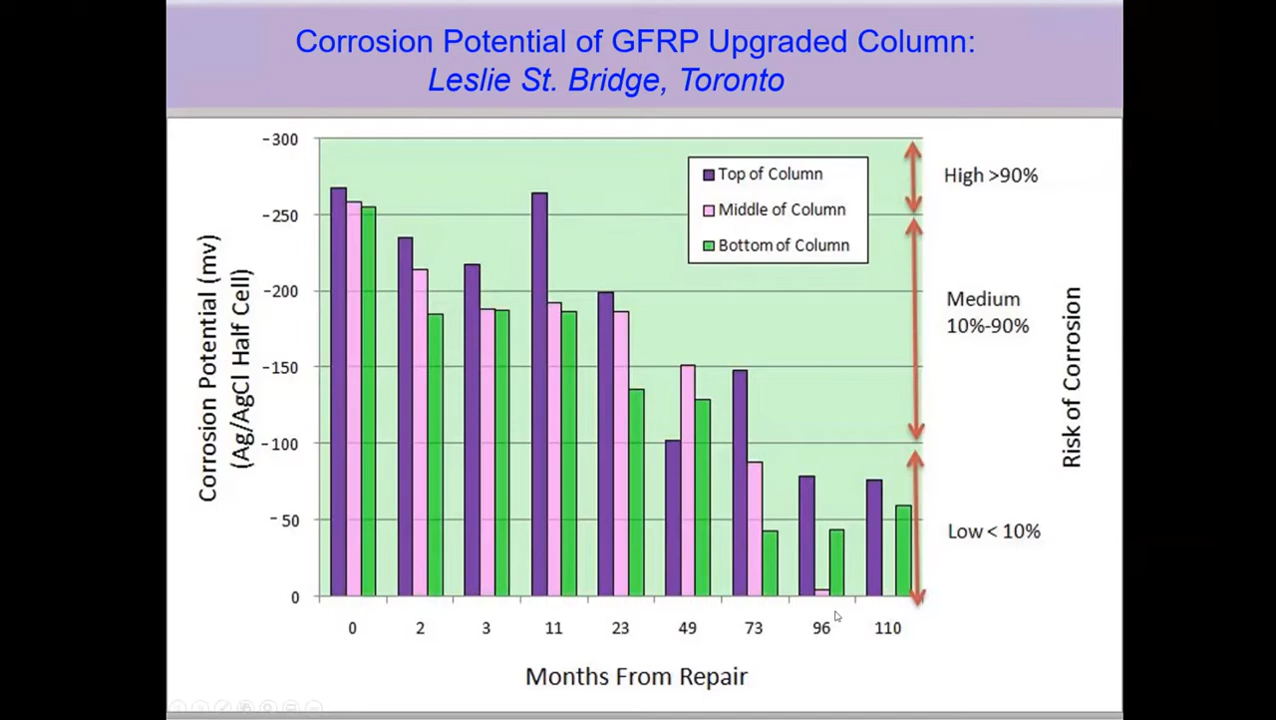 Corrosion Potential of GFRP Upgraded Column:
Leslie St. Bridge, Toronto
Corrosion Potential (mv)
(Ag/AgCl Half Cell)
-300
-250
-200
-150
-100
-50
0
Top of Column
Middle of Column
Bottom of Column
High >90%
Medium
10%-90%
Low < 10%
Risk of Corrosion
0 2 3 11 23 49 73 96 110
Months From Repair